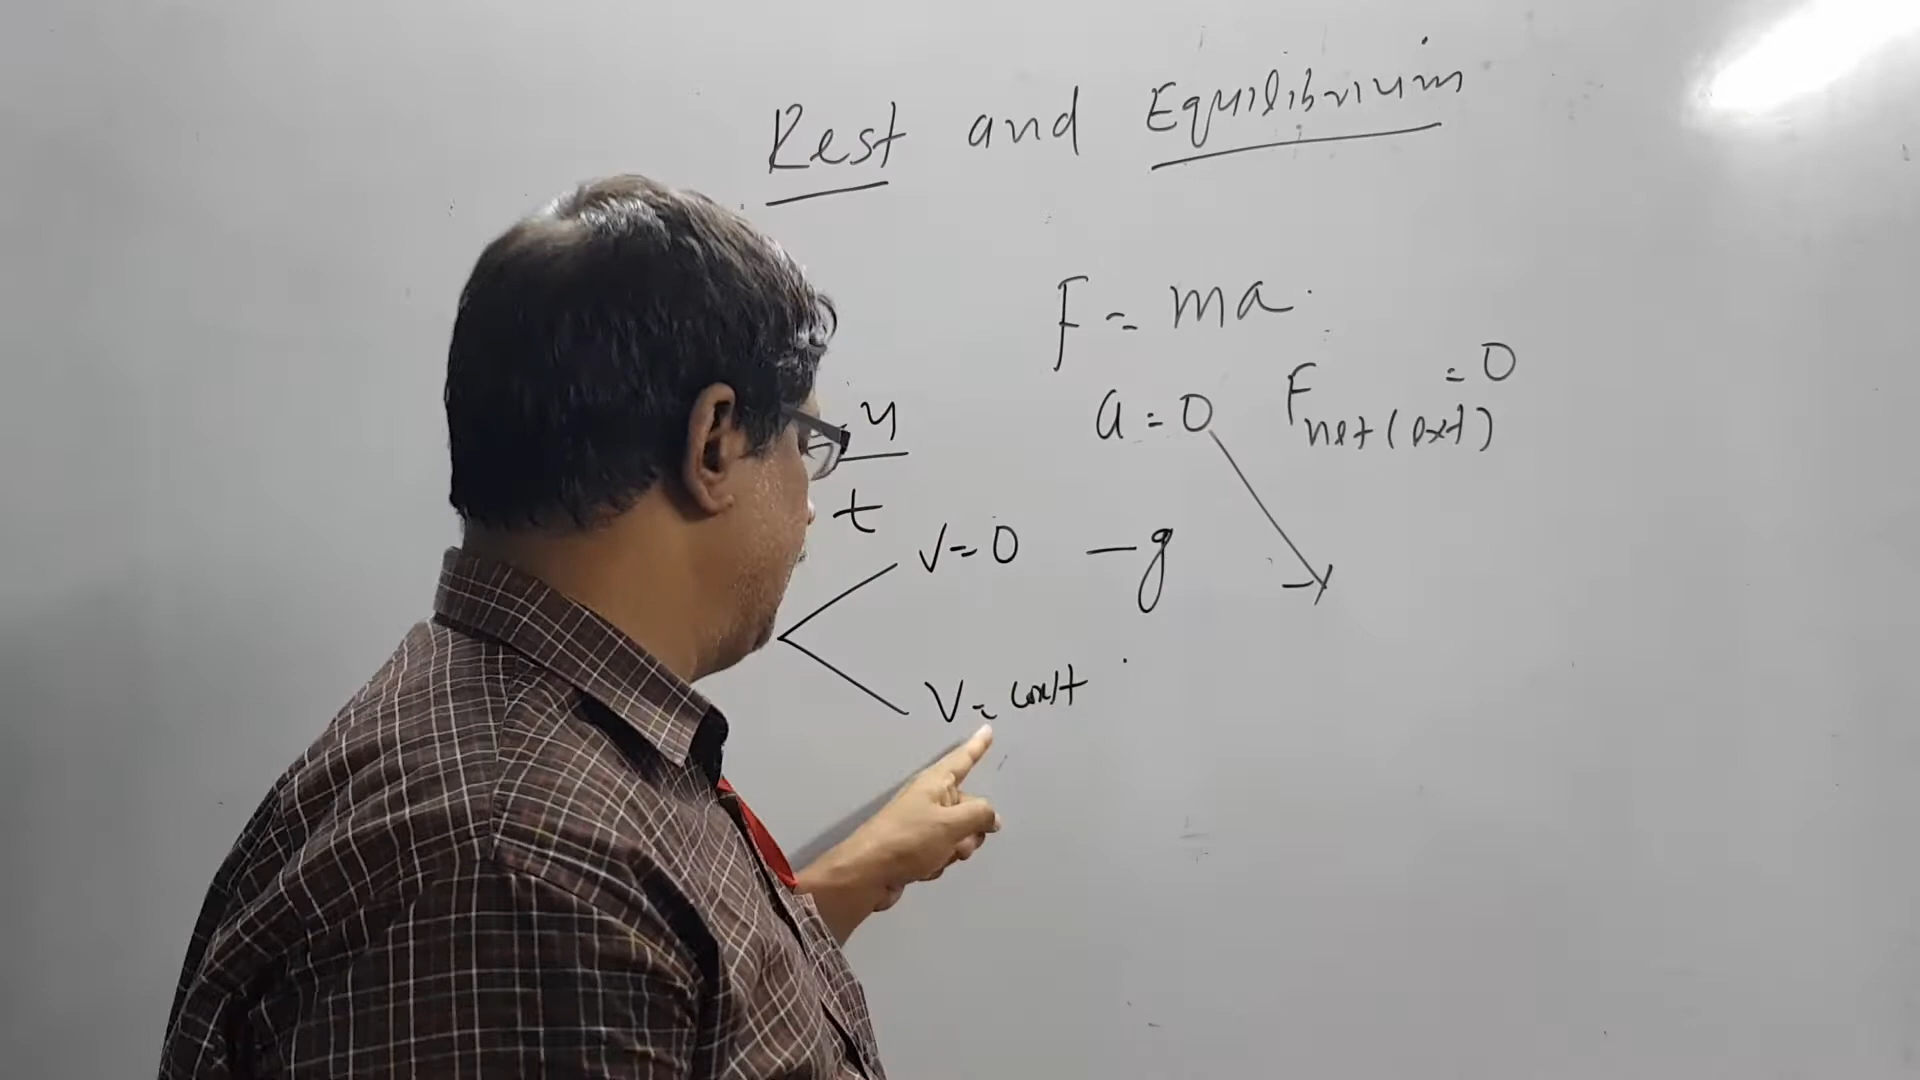 Rest and Equilibrium
F = ma.
a = 0 F net(ext) = 0
-u
t
V=0 -g
V= const